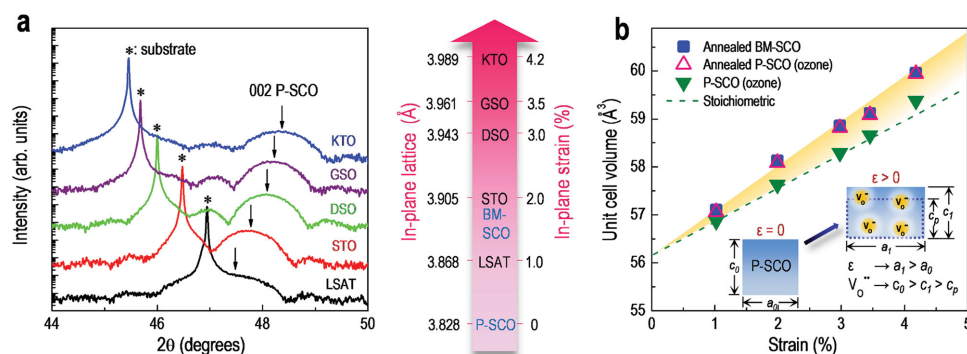 a
*: substrate
002 P-SCO
KTO
GSO
DSO
STO
LSAT
Intensity (arb. units)
44 46 48 50
2θ (degrees)
In-plane lattice (Å)
3.989 KTO 4.2
3.961 GSO 3.5
3.943 DSO 3.0
3.905 STO 2.0
BM-
SCO
3.868 LSAT 1.0
3.828 P-SCO 0
In-plane strain (%)
b
Annealed BM-SCO
Annealed P-SCO (ozone)
P-SCO (ozone)
Stoichiometric
Unit cell volume (Å³)
60
59
58
57
56
55
ε = 0
P-SCO
c₀
a₀
ε > 0
Vo¨ Vo¨
Vo¨ Vo¨
cₚ c₁
a₁
ε → a₁ > a₀
Vo•• → c₀ > c₁ > cₚ
0 1 2 3 4 5
Strain (%)